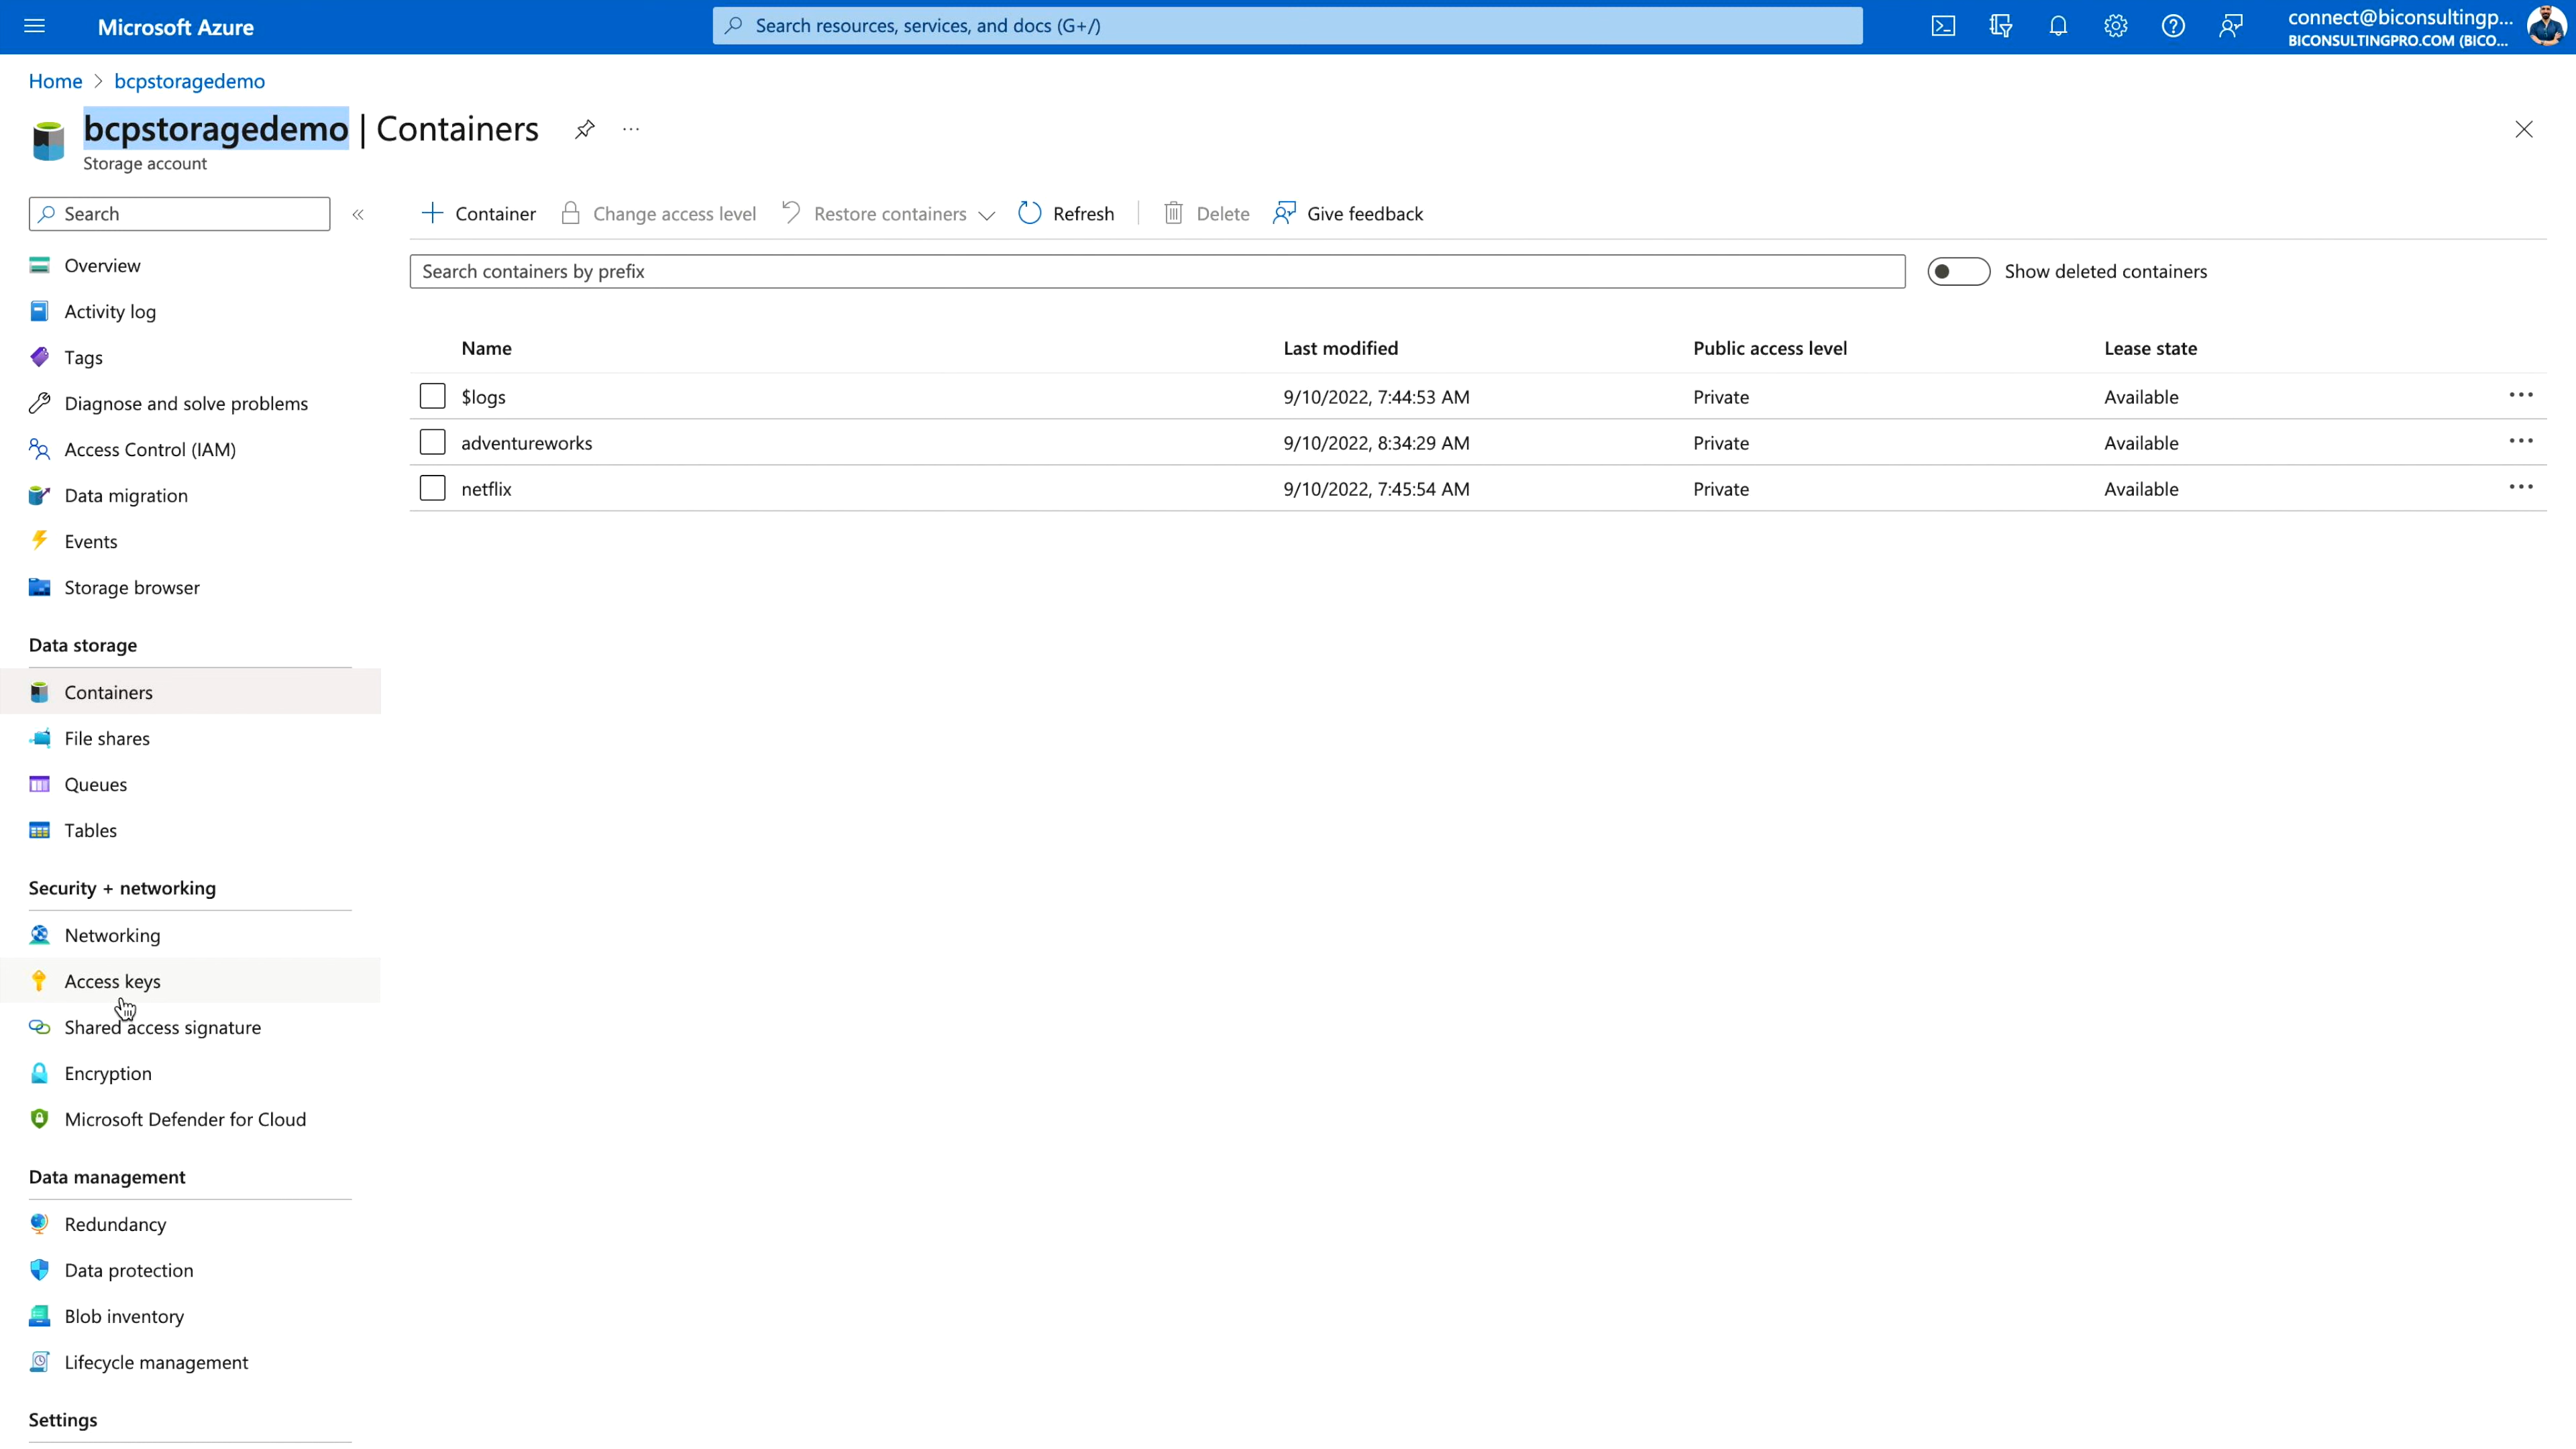 Microsoft Azure
Search resources, services, and docs (G+/)
connect@biconsultingp...
BICONSULTINGPRO.COM (BICO...
Home > bcpstoragedemo
bcpstoragedemo | Containers
Storage account
Search
Container
Change access level
Restore containers
Refresh
Delete
Give feedback
Search containers by prefix
Show deleted containers
Name Last modified Public access level Lease state
$logs 9/10/2022, 7:44:53 AM Private Available
adventureworks 9/10/2022, 8:34:29 AM Private Available
netflix 9/10/2022, 7:45:54 AM Private Available
Overview
Activity log
Tags
Diagnose and solve problems
Access Control (IAM)
Data migration
Events
Storage browser
Data storage
Containers
File shares
Queues
Tables
Security + networking
Networking
Access keys
Shared access signature
Encryption
Microsoft Defender for Cloud
Data management
Redundancy
Data protection
Blob inventory
Lifecycle management
Settings